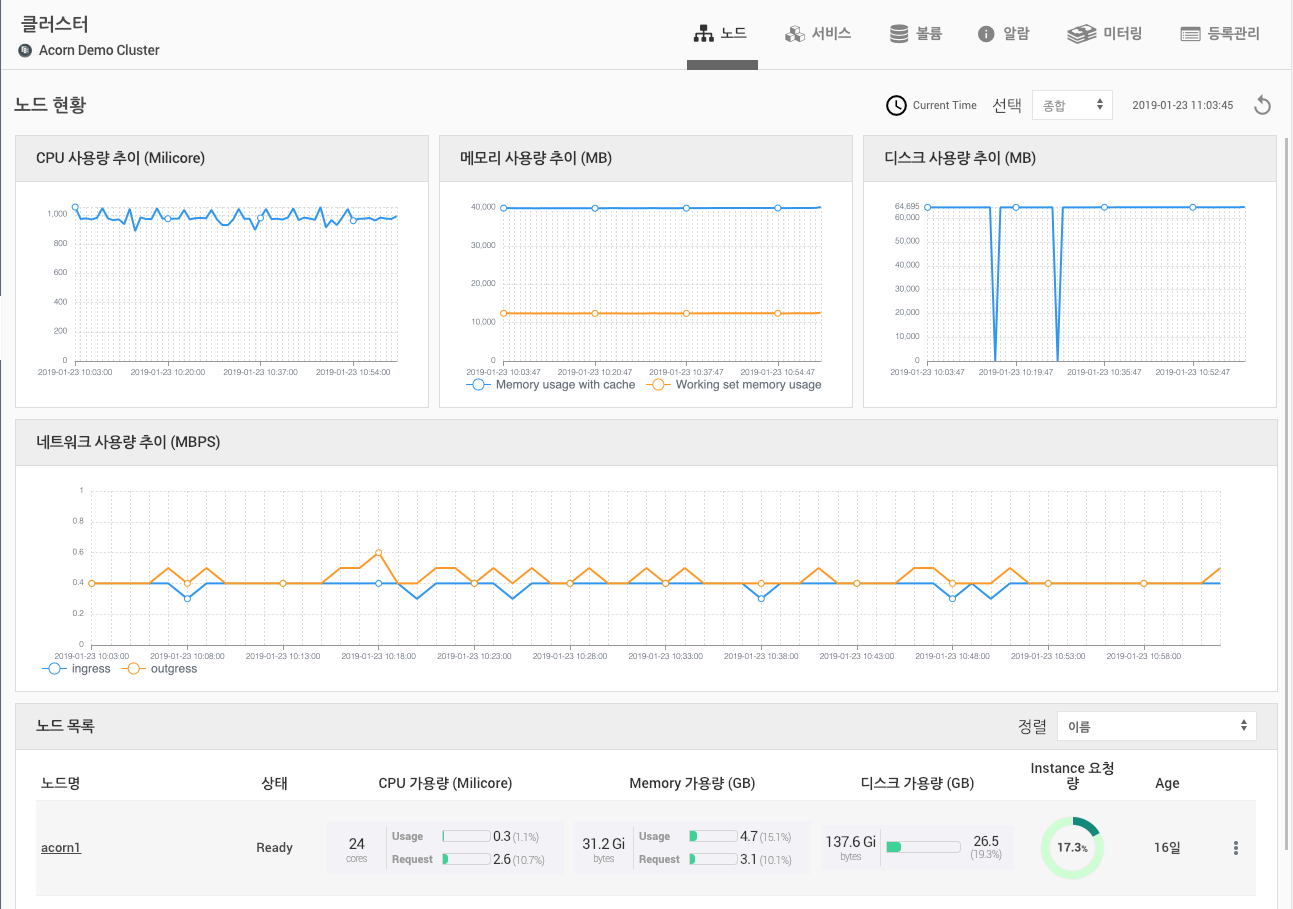 클러스터
Acorn Demo Cluster
노드
서비스
볼륨
알람
미터링
등록관리
노드 현황
Current Time
선택
종합
2019-01-23 11:03:45
CPU 사용량 추이 (Milicore)
1,000
800
600
400
200
0
2019-01-23 10:03:00 2019-01-23 10:20:00 2019-01-23 10:37:00 2019-01-23 10:54:00
메모리 사용량 추이 (MB)
40,000
30,000
20,000
10,000
0
2019-01-23 10:03:47 2019-01-23 10:20:47 2019-01-23 10:37:47 2019-01-23 10:54:47
Memory usage with cache Working set memory usage
디스크 사용량 추이 (MB)
64,695
60,000
50,000
40,000
30,000
20,000
10,000
0
2019-01-23 10:03:47 2019-01-23 10:19:47 2019-01-23 10:35:47 2019-01-23 10:52:47
네트워크 사용량 추이 (MBPS)
1
0.8
0.6
0.4
0.2
0
2019-01-23 10:03:00 2019-01-23 10:08:00 2019-01-23 10:13:00 2019-01-23 10:18:00 2019-01-23 10:23:00 2019-01-23 10:28:00 2019-01-23 10:33:00 2019-01-23 10:38:00 2019-01-23 10:43:00 2019-01-23 10:48:00 2019-01-23 10:53:00 2019-01-23 10:58:00
ingress outgress
노드 목록
정렬
이름
노드명
상태
CPU 가용량 (Milicore)
Memory 가용량 (GB)
디스크 가용량 (GB)
Instance 요청
량
Age
acorn1
Ready
24
cores
Usage 0.3 (1.1%)
Request 2.6 (10.7%)
31.2 Gi
bytes
Usage 4.7 (15.1%)
Request 3.1 (10.1%)
137.6 Gi
bytes
26.5
(19.3%)
17.3%
16일